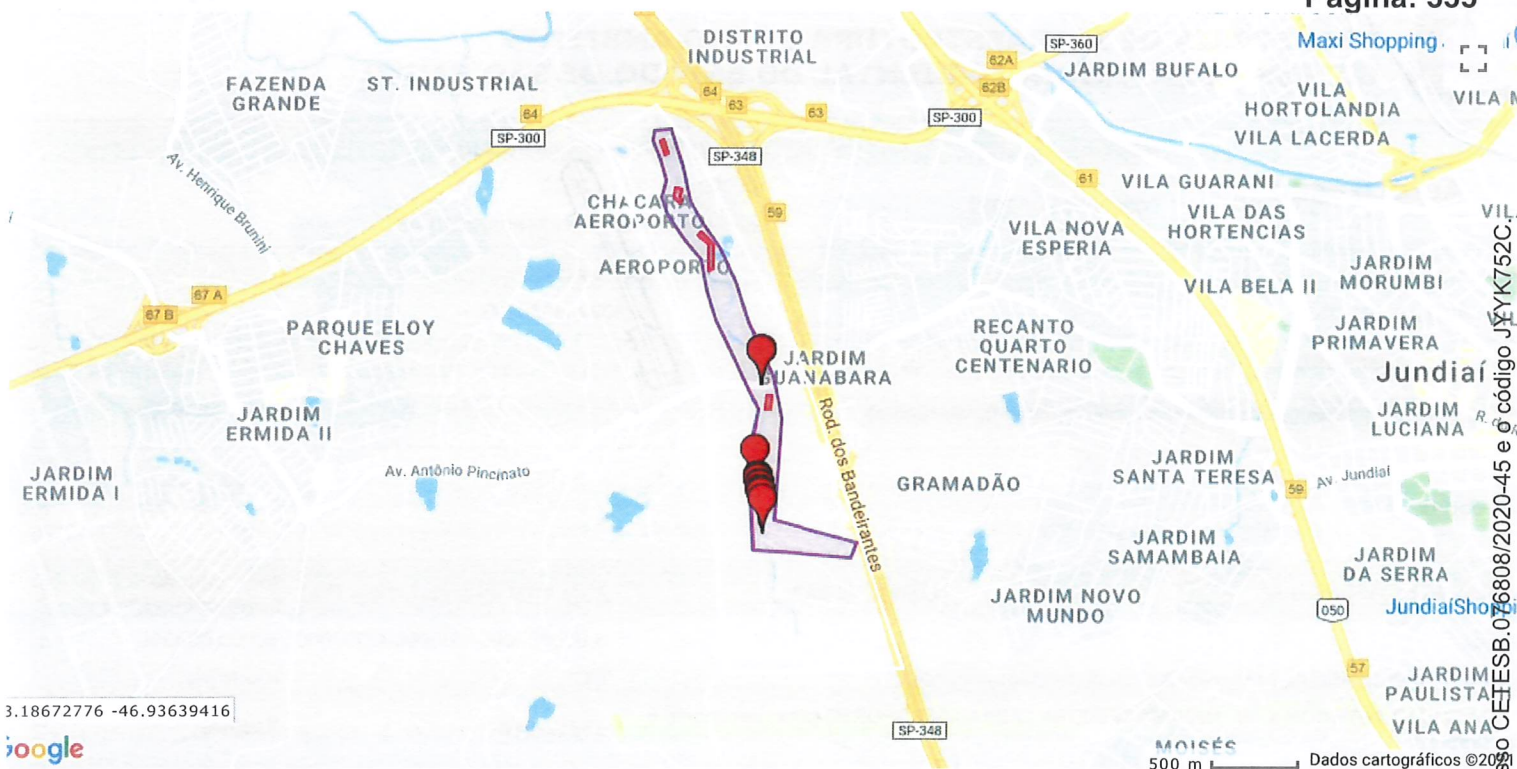 Página: 555
DISTRITO
INDUSTRIAL
SP-360
Maxi Shopping
62A
FAZENDA
GRANDE
ST. INDUSTRIAL
JARDIM BUFALO
64
64
63
63
62B
VILA
HORTOLANDIA
VILA M
SP-300
SP-300
VILA LACERDA
SP-348
Av. Henrique Brunini
61
VILA GUARANI
CHACARA
AEROPORTO
59
VILA NOVA
ESPERIA
VILA DAS
HORTENCIAS
VIL
AEROPORTO
JARDIM
MORUMBI
67 A
67 B
VILA BELA II
PARQUE ELOY
CHAVES
RECANTO
QUARTO
CENTENARIO
JARDIM
PRIMAVERA
JARDIM
GUANABARA
Jundiaí
JARDIM
ERMIDA II
Rod. dos Bandeirantes
JARDIM
LUCIANA
JARDIM
ERMIDA I
Av. Antônio Pincinato
GRAMADÃO
JARDIM
SANTA TERESA
59
Av. Jundiaí
JARDIM
SAMAMBAIA
JARDIM
DA SERRA
JARDIM NOVO
MUNDO
050
JundiaíShoppi
57
JARDIM
PAULISTA II
3.18672776 -46.93639416
SP-348
VILA ANA
Google
MOISÉS
500 m
Dados cartográficos ©2021
sso CETESB.076808/2020-45 e o código JYYK752C.